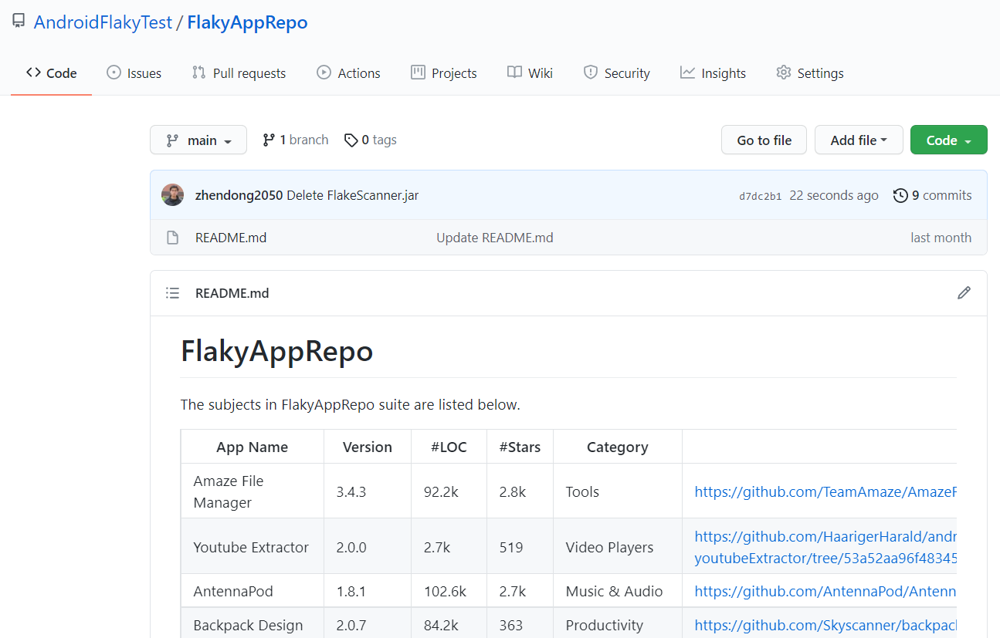 AndroidFlakyTest / FlakyAppRepo
Code Issues Pull requests Actions Projects Wiki Security Insights Settings
main 1 branch 0 tags Go to file Add file Code
zhendong2050 Delete FlakeScanner.jar d7dc2b1 22 seconds ago 9 commits
README.md Update README.md last month
README.md
FlakyAppRepo
The subjects in FlakyAppRepo suite are listed below.
App Name Version #LOC #Stars Category
Amaze File Manager 3.4.3 92.2k 2.8k Tools https://github.com/TeamAmaze/AmazeF
Youtube Extractor 2.0.0 2.7k 519 Video Players https://github.com/HaarigerHarald/andr
youtubeExtractor/tree/53a52aa96f48345
AntennaPod 1.8.1 102.6k 2.7k Music & Audio https://github.com/AntennaPod/Antenn
Backpack Design 2.0.7 84.2k 363 Productivity https://github.com/Skyscanner/backpac